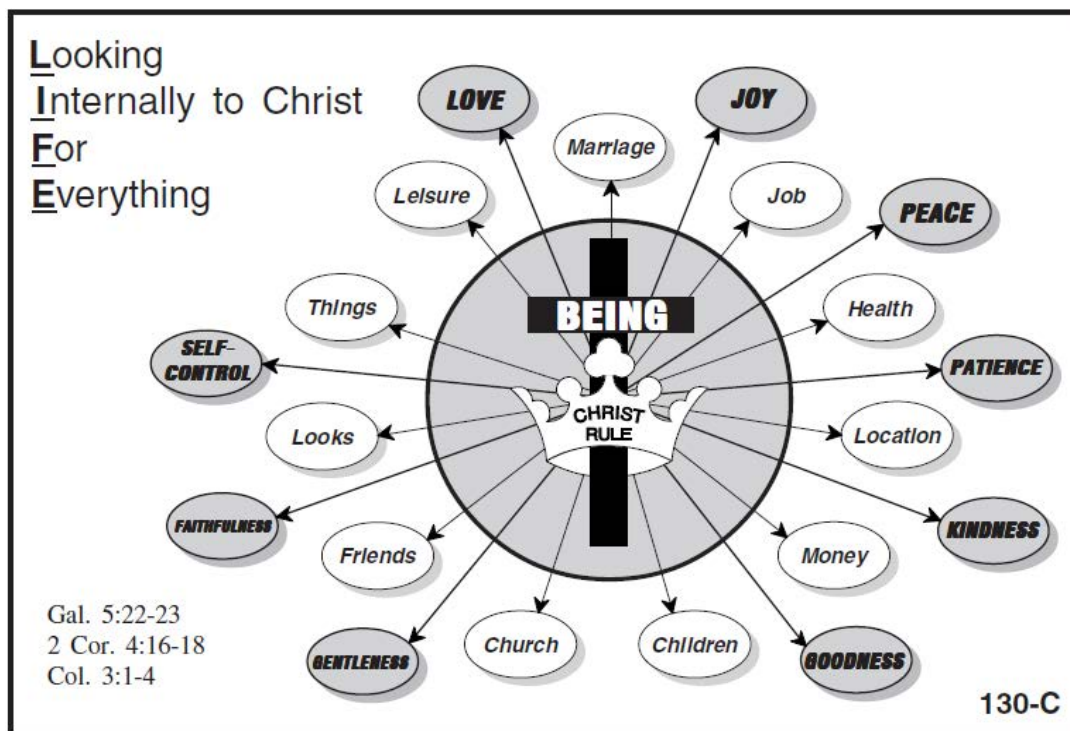 Looking
Internally to Christ
For
Everything
LOVE
JOY
Marriage
Leisure
Job
PEACE
Things
Health
BEING
SELF-
CONTROL
PATIENCE
CHRIST
RULE
Looks
Location
FAITHFULNESS
KINDNESS
Friends
Money
Church
Children
GENTLENESS
GOODNESS
Gal. 5:22-23
2 Cor. 4:16-18
Col. 3:1-4
130-C